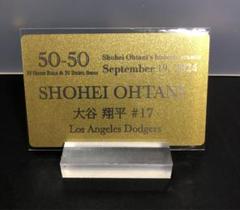 50-50
50 Home Runs & 50 Stolen Bases
Shohei Ohtani's historic
September 19, 2024
SHOHEI OHTANI
大谷 翔平 #17
Los Angeles Dodgers